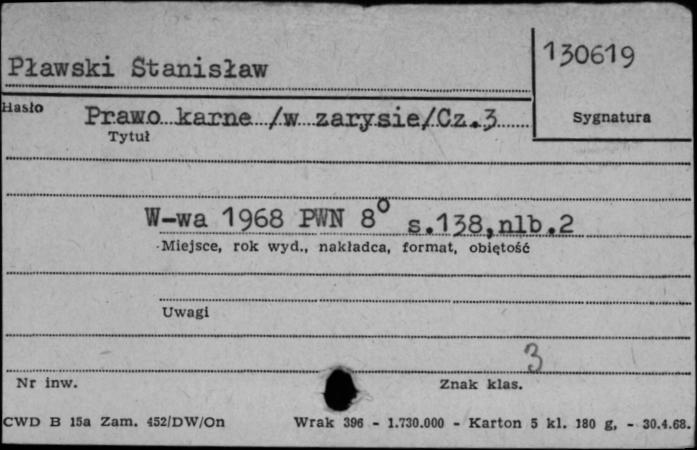 130619
Pławski Stanisław
Hasło
Prawo karne /w zarysie/Cz.3
Sygnatura
Tytuł
W-wa 1968 PWN 8° s.138,nlb.2
Miejsce, rok wyd., nakładca, format, obiętość
Uwagi
3
Nr inw. Znak klas.
CWD B 15a Zam. 452/DW/On Wrak 396 - 1.730.000 - Karton 5 kl. 180 g, - 30.4.68.